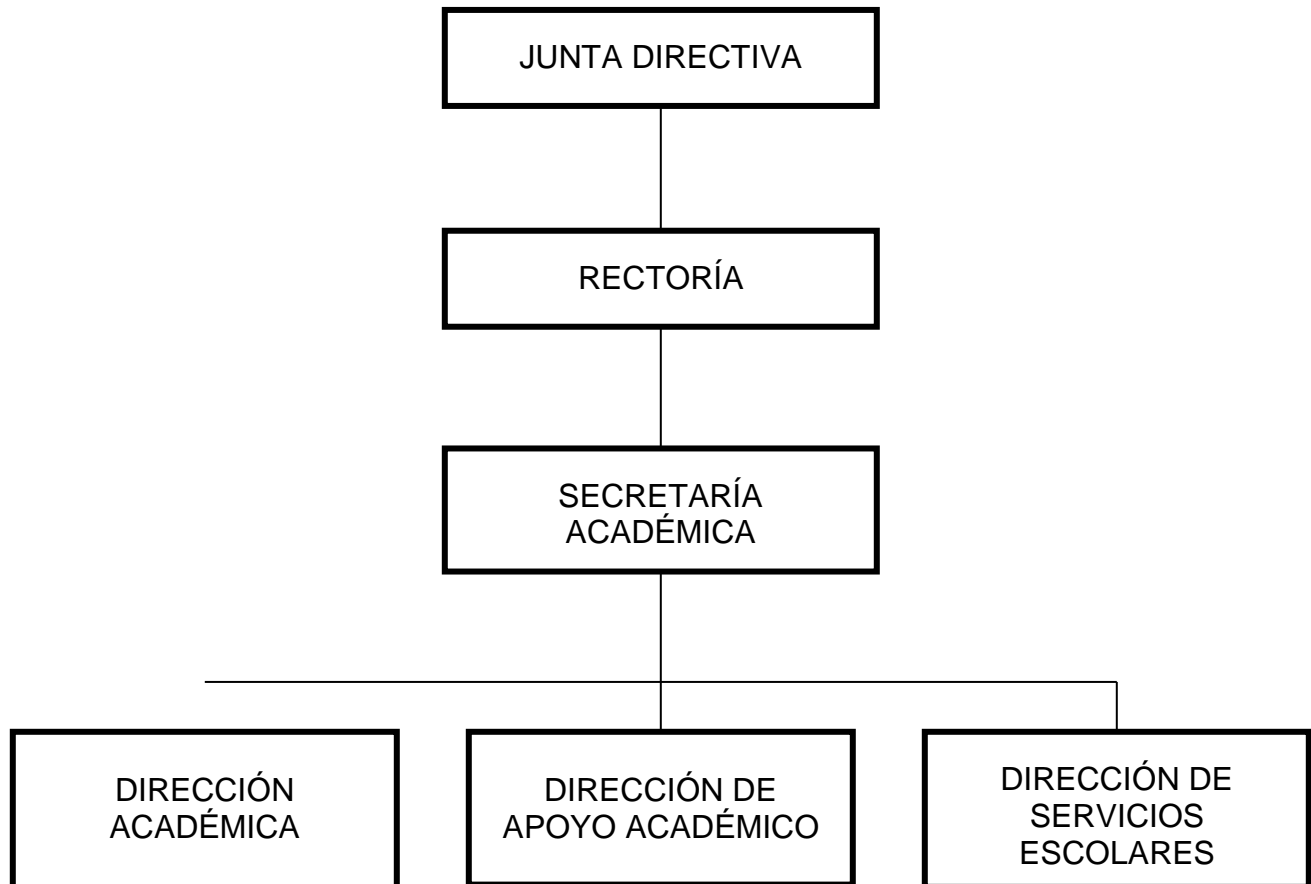 JUNTA DIRECTIVA
RECTORÍA
SECRETARÍA
ACADÉMICA
DIRECCIÓN
ACADÉMICA
DIRECCIÓN DE
APOYO ACADÉMICO
DIRECCIÓN DE
SERVICIOS
ESCOLARES